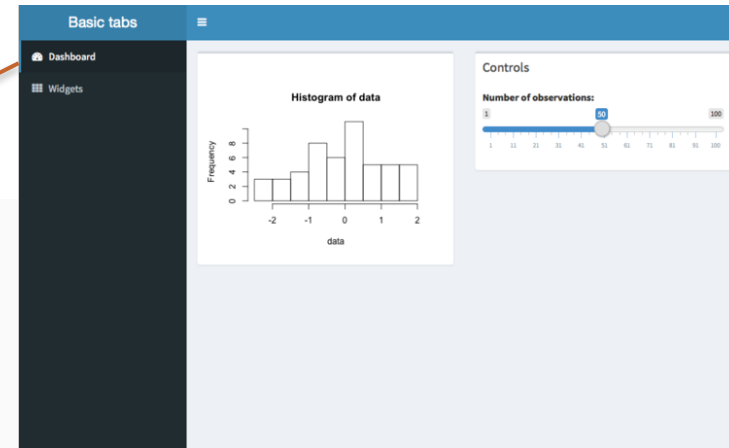 Basic tabs
Dashboard
Widgets
Histogram of data
Frequency
0 2 4 6 8
-2 -1 0 1 2
data
Controls
Number of observations:
1 50 100
1 11 21 31 41 51 61 71 81 91 100